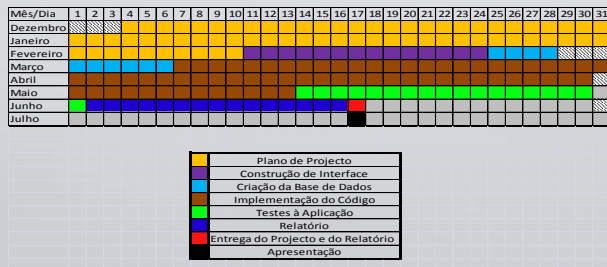 Mês/Dia 1 2 3 4 5 6 7 8 9 10 11 12 13 14 15 16 17 18 19 20 21 22 23 24 25 26 27 28 29 30 31
Dezembro
Janeiro
Fevereiro
Março
Abril
Maio
Junho
Julho
Plano de Projecto
Construção de Interface
Criação da Base de Dados
Implementação do Código
Testes à Aplicação
Relatório
Entrega do Projecto e do Relatório
Apresentação